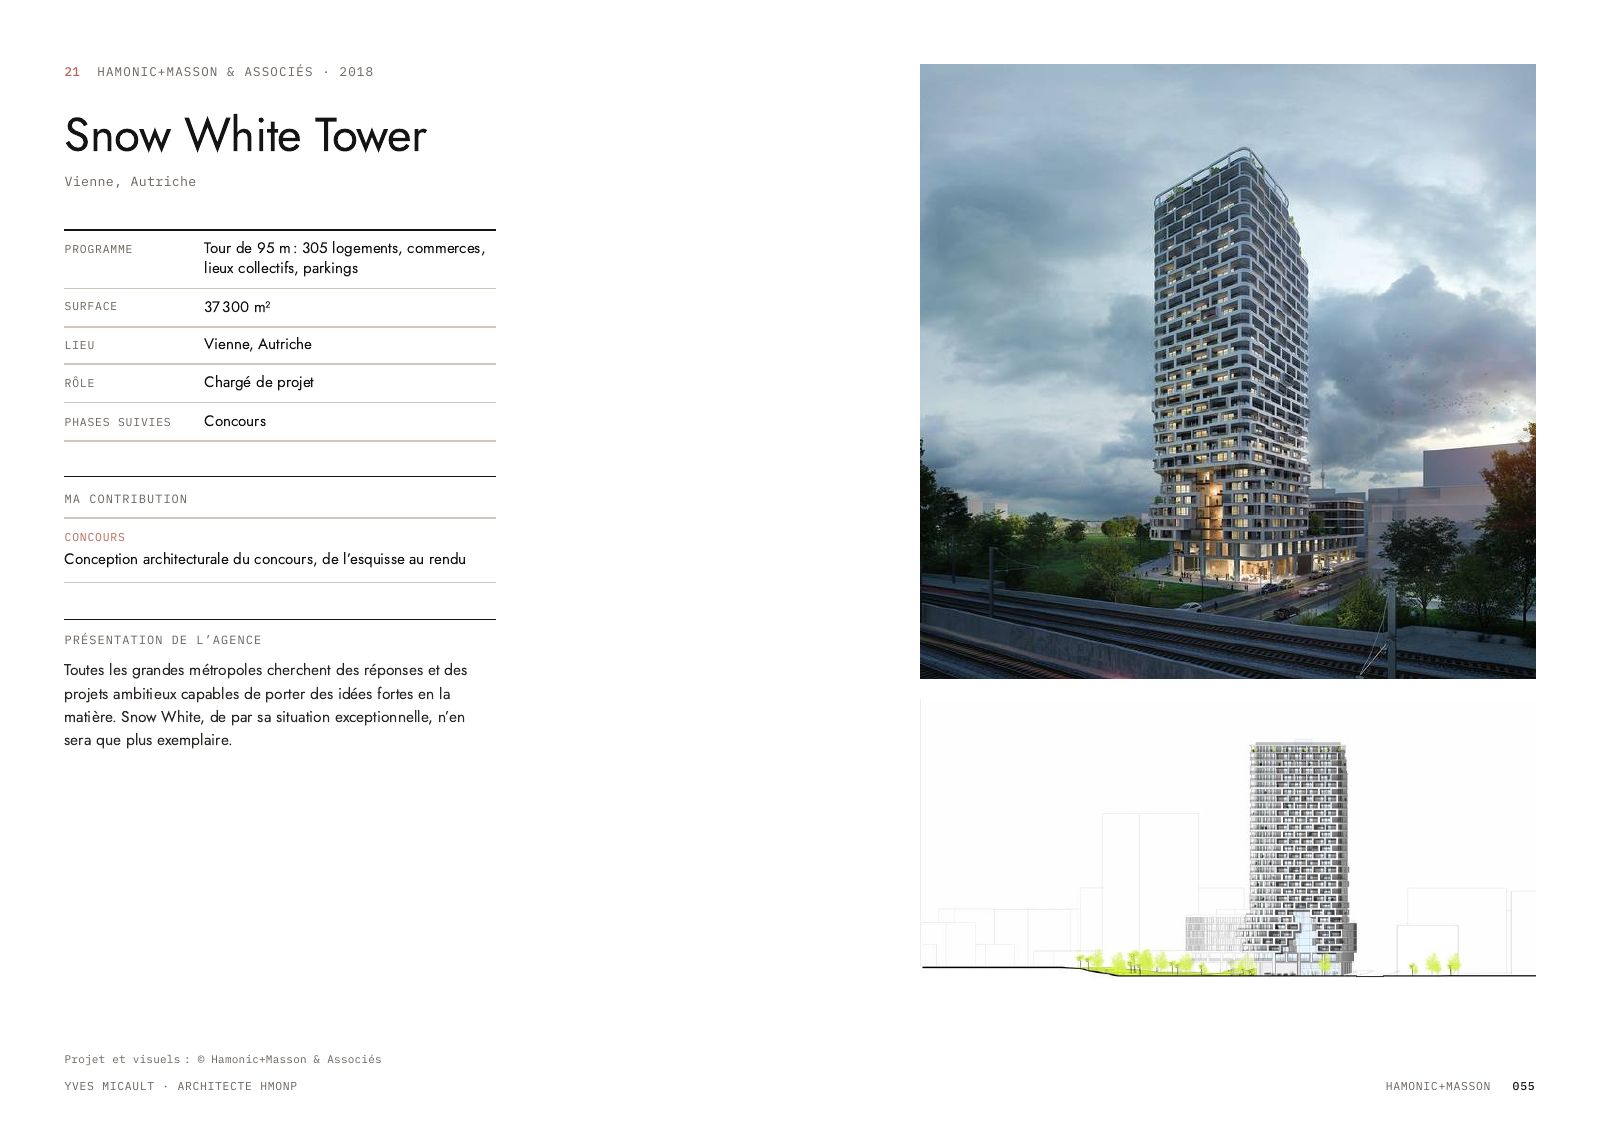 21 HAMONIC+MASSON & ASSOCIÉS · 2018
Snow White Tower
Vienne, Autriche
PROGRAMME Tour de 95 m : 305 logements, commerces,
lieux collectifs, parkings
SURFACE 37 300 m²
LIEU Vienne, Autriche
RÔLE Chargé de projet
PHASES SUIVIES Concours
MA CONTRIBUTION
CONCOURS
Conception architecturale du concours, de l’esquisse au rendu
PRÉSENTATION DE L’AGENCE
Toutes les grandes métropoles cherchent des réponses et des
projets ambitieux capables de porter des idées fortes en la
matière. Snow White, de par sa situation exceptionnelle, n’en
sera que plus exemplaire.
Projet et visuels : © Hamonic+Masson & Associés
YVES MICAULT · ARCHITECTE HMONP
HAMONIC+MASSON 055